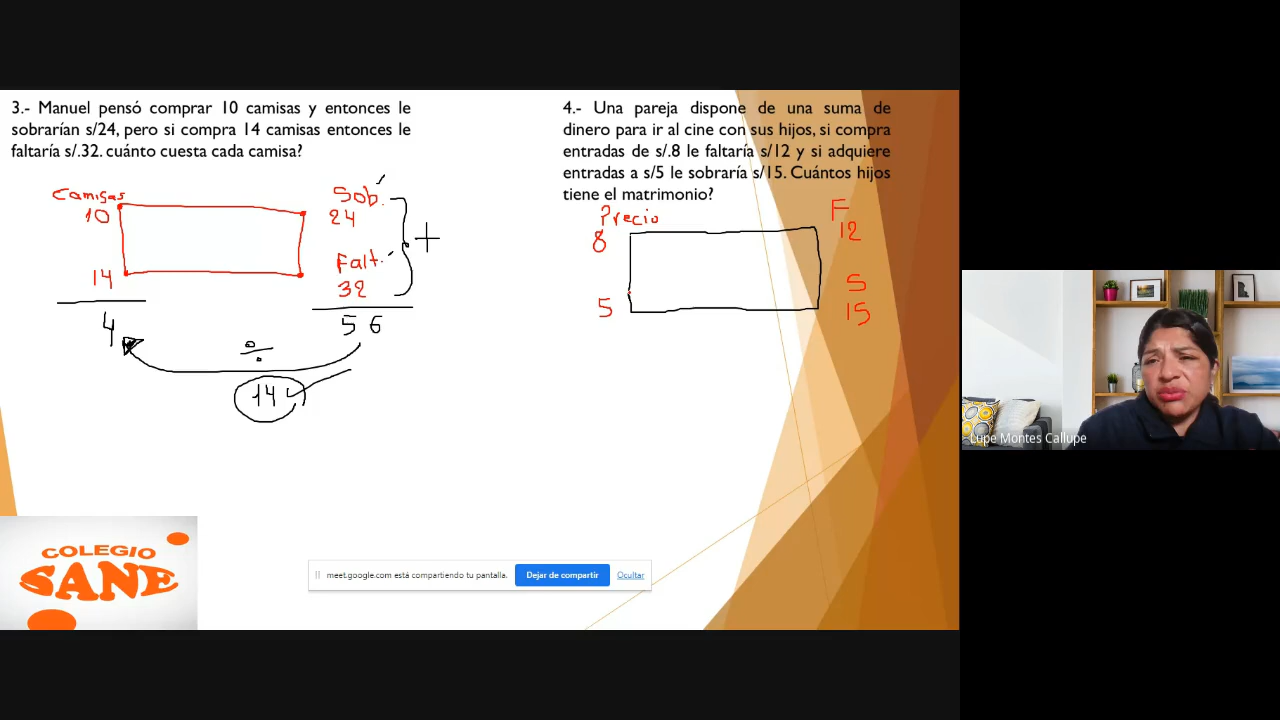 3.- Manuel pensó comprar 10 camisas y entonces le
sobrarían s/24, pero si compra 14 camisas entonces le
faltaría s/.32. cuánto cuesta cada camisa?
Camisas
10
14
4
Sob.
24
Falt.
32
+
56
÷
14
4.- Una pareja dispone de una suma de
dinero para ir al cine con sus hijos, si compra
entradas de s/.8 le faltaría s/12 y si adquiere
entradas a s/5 le sobraría s/15. Cuántos hijos
tiene el matrimonio?
Precio
8
5
F
12
S
15
COLEGIO
SANE
meet.google.com está compartiendo tu pantalla.
Dejar de compartir
Ocultar
Lupe Montes Callupe